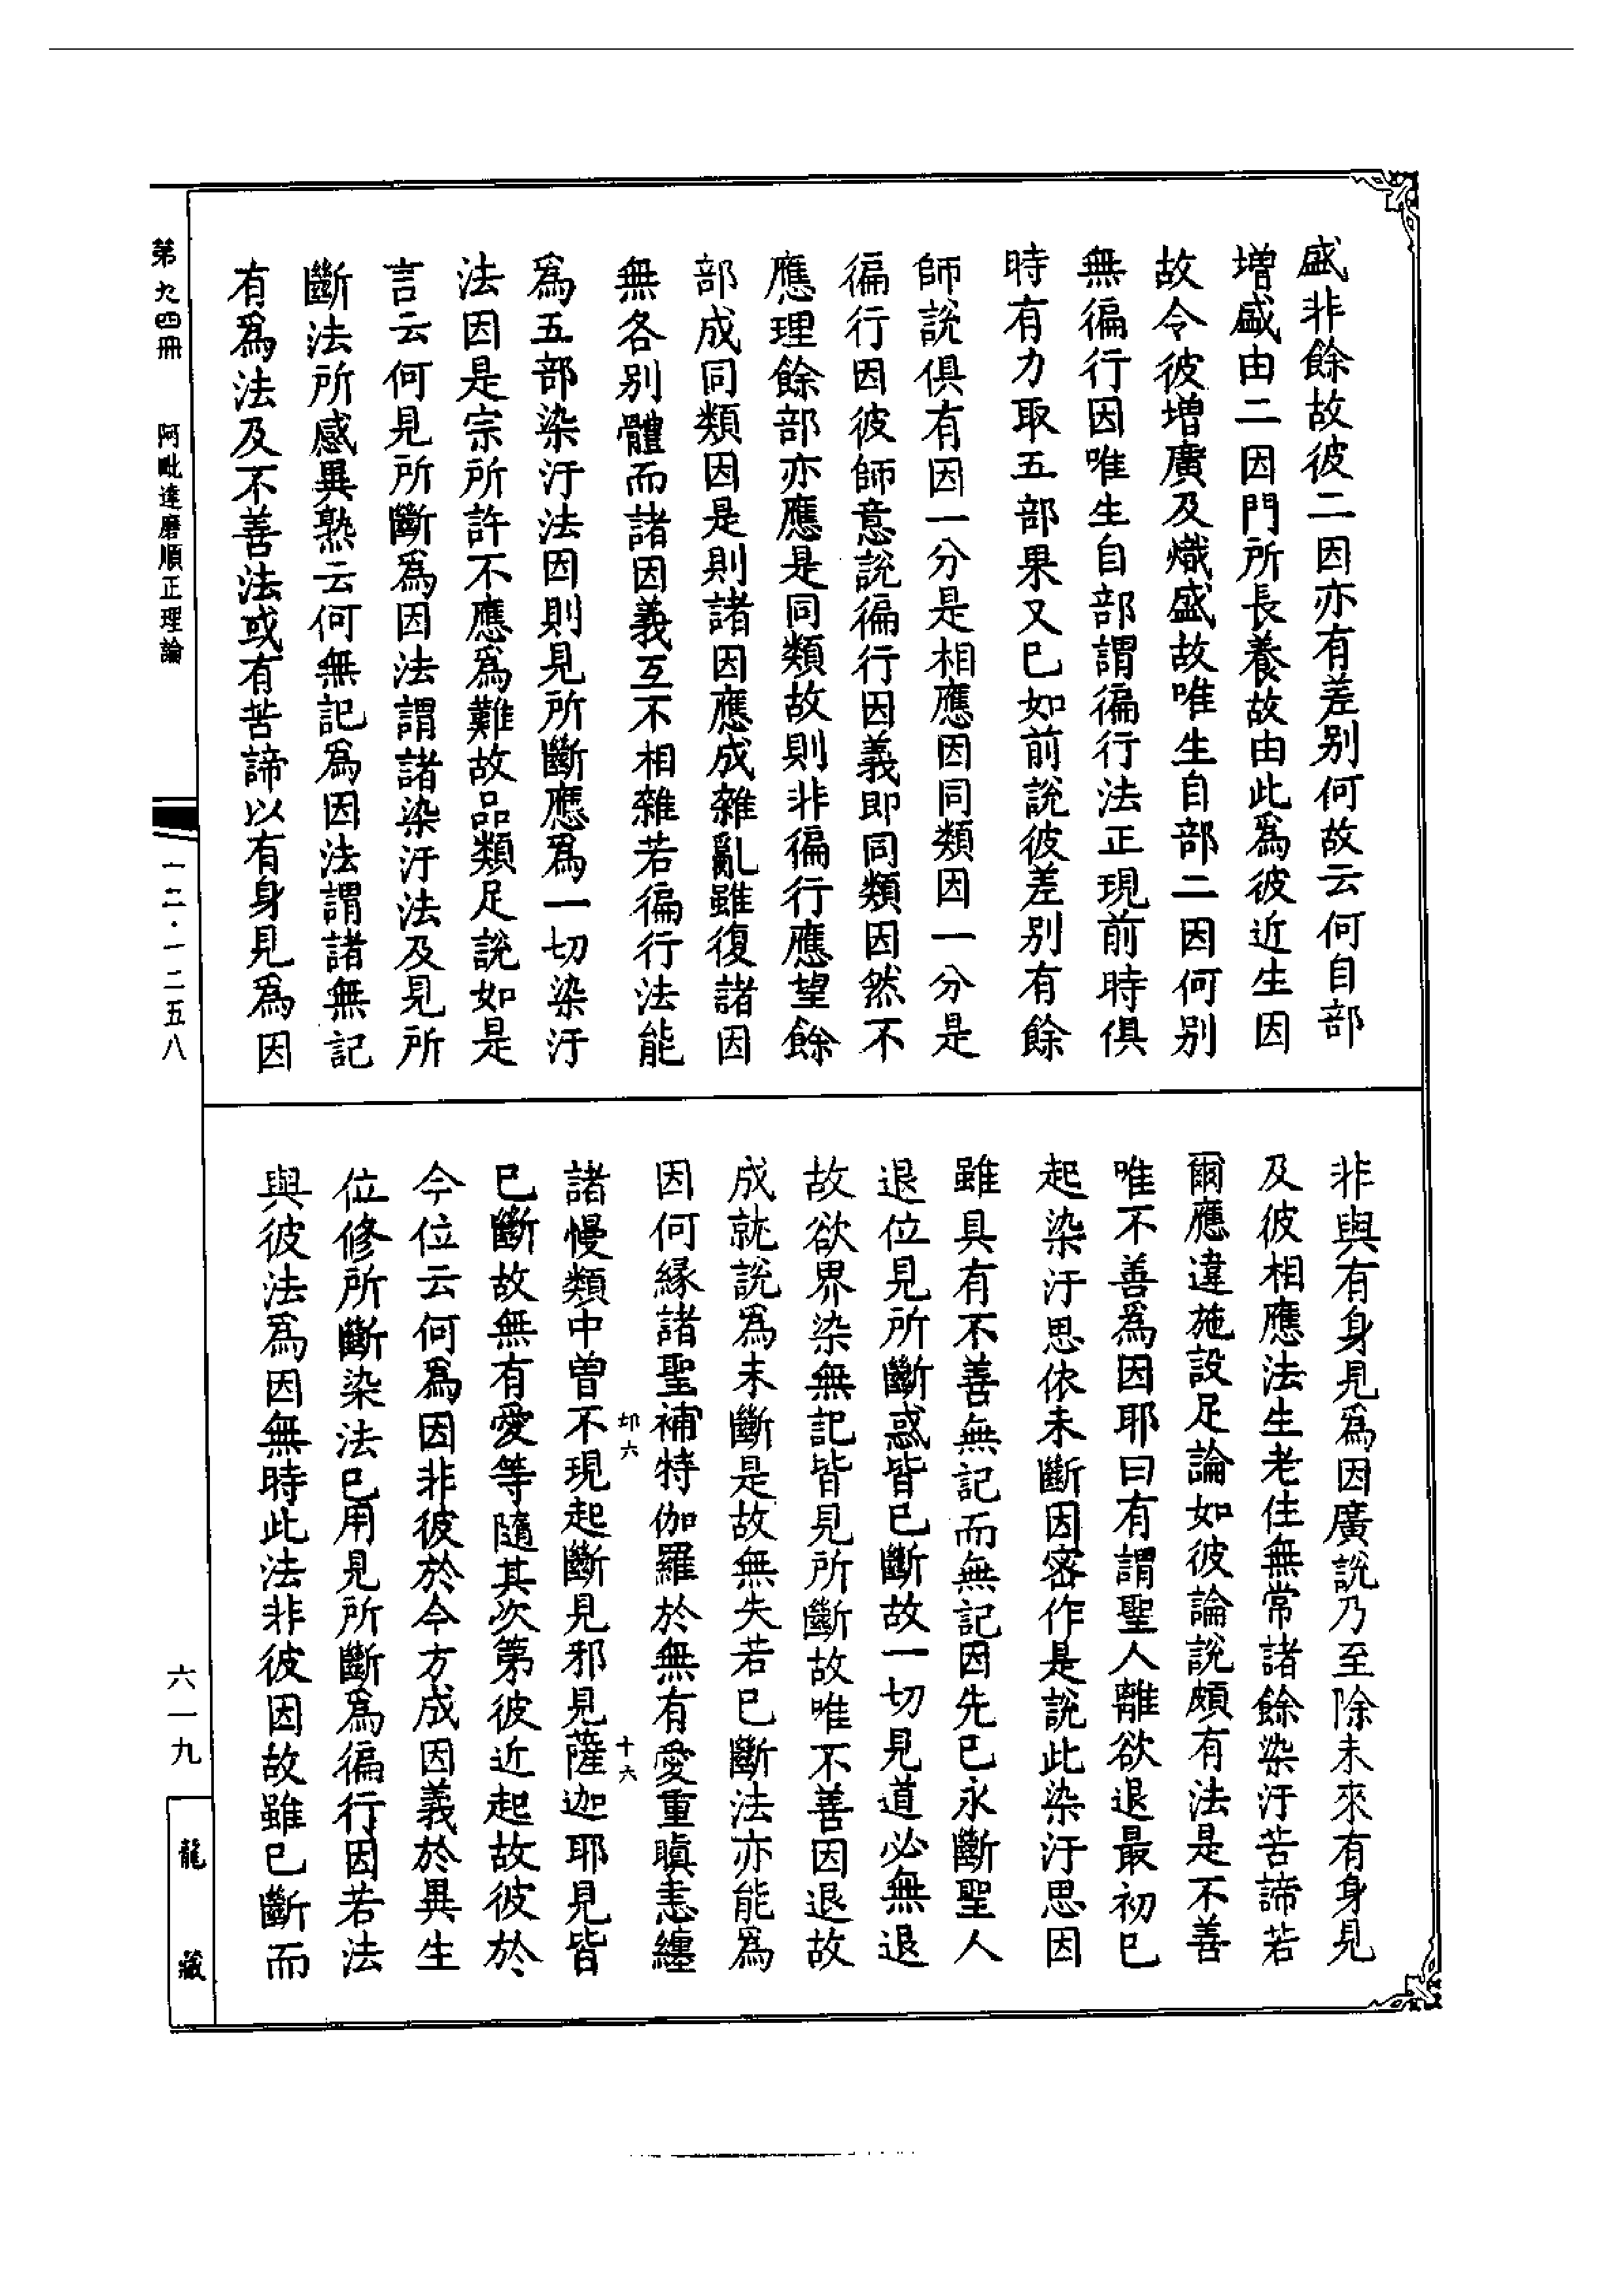 盛非餘故彼二因亦有差別何故云何自部
增盛由二因門所長養故由此爲彼近生因
故令彼增廣及熾盛故唯生自部二因何別
無徧行因唯生自部謂徧行法正現前時俱
時有力取五部果又已如前說彼差別有餘
師說俱有因一分是相應因同類因一分是
徧行因彼師意說徧行因義即同類因然不
應理餘部亦應是同類故則非徧行應望餘
部成同類因是則諸因應成雜亂雖復諸因
無各別體而諸因義互不相雜若徧行法能
爲五部染汙法因則見所斷應爲一切染汙
法因是宗所許不應爲難故品類足說如是
言云何見所斷爲因法謂諸染汙法及見所
斷法所感異熟云何無記爲因法謂諸無記
有爲法及不善法或有苦諦以有身見爲因
非與有身見爲因廣說乃至除未來有身見
及彼相應法生老住無常諸餘染汙苦諦若
爾應違施設足論如彼論說頗有法是不善
唯不善爲因耶曰有謂聖人離欲退最初已
起染汙思依未斷因密作是說此染汙思因
雖具有不善無記而無記因先已永斷聖人
退位見所斷惑皆已斷故一切見道必無退
故欲界染無記皆見所斷故唯不善因退故
成就說爲未斷是故無失若已斷法亦能爲
因何緣諸聖補特伽羅於無有愛重瞋恚纏
諸慢類中曾不現起斷見邪見薩迦耶見皆
已斷故無有愛等隨其次第彼近起故彼於
今位云何爲因非彼於今方成因義於異生
位修所斷染法已用見所斷爲徧行因若法
與彼法爲因無時此法非彼因故雖已斷而
十六
第九四冊
阿毗達磨順正理論
一二·一二五八
六一九
龍藏